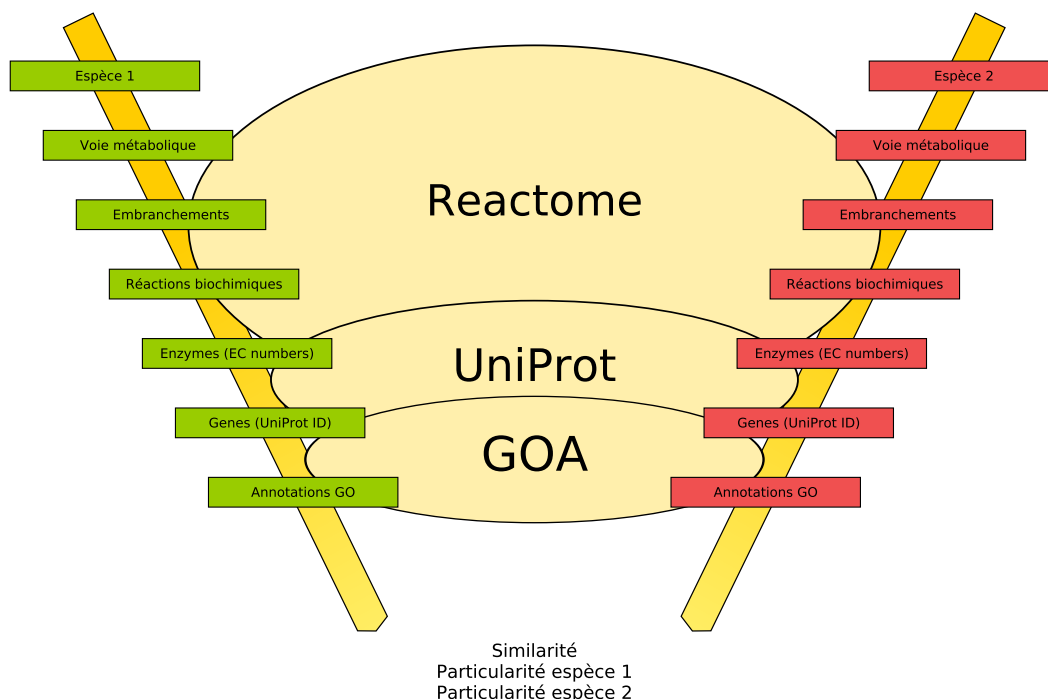 Espèce 1
Espèce 2
Voie métabolique
Voie métabolique
Reactome
Embranchements
Embranchements
Réactions biochimiques
Réactions biochimiques
Enzymes (EC numbers)
Enzymes (EC numbers)
UniProt
Genes (UniProt ID)
Genes (UniProt ID)
GOA
Annotations GO
Annotations GO
Similarité
Particularité espèce 1
Particularité espèce 2